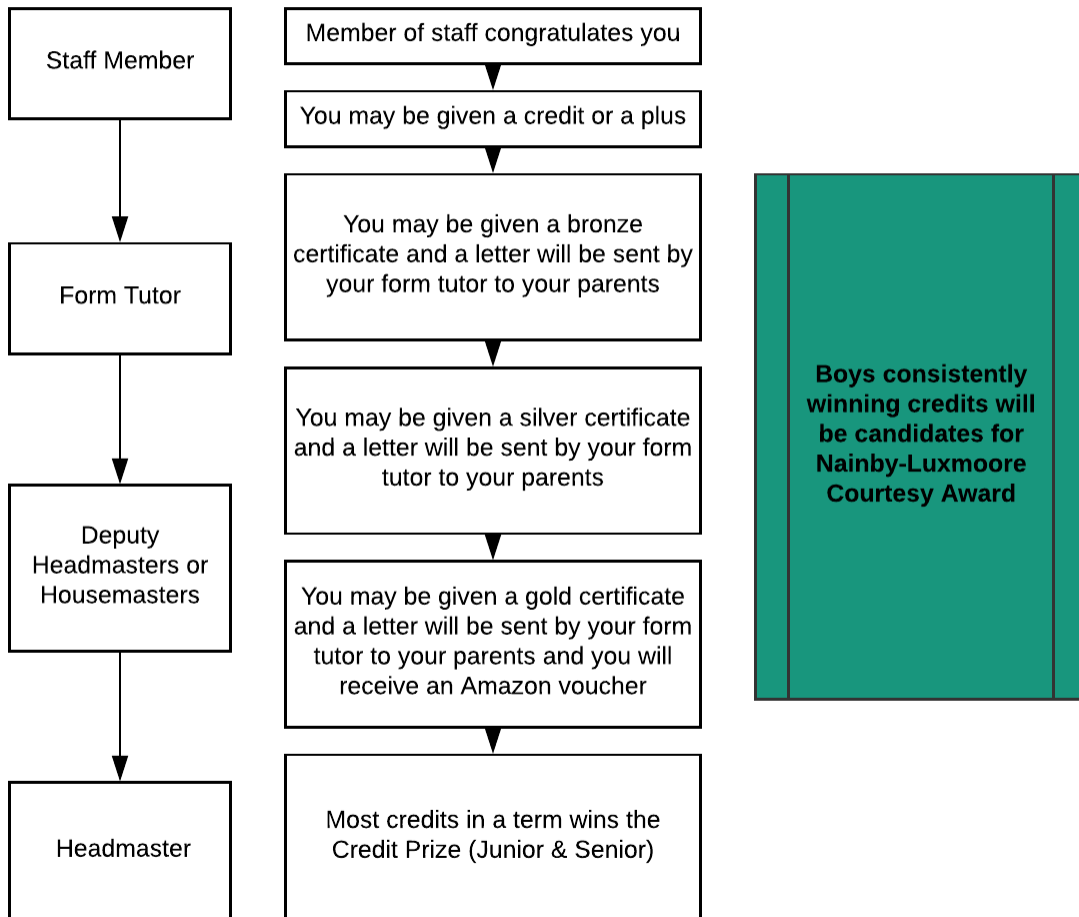 Staff Member
Form Tutor
Deputy
Headmasters or
Housemasters
Headmaster
Member of staff congratulates you
You may be given a credit or a plus
You may be given a bronze
certificate and a letter will be sent by
your form tutor to your parents
You may be given a silver certificate
and a letter will be sent by your form
tutor to your parents
You may be given a gold certificate
and a letter will be sent by your form
tutor to your parents and you will
receive an Amazon voucher
Most credits in a term wins the
Credit Prize (Junior & Senior)
Boys consistently
winning credits will
be candidates for
Nainby-Luxmoore
Courtesy Award